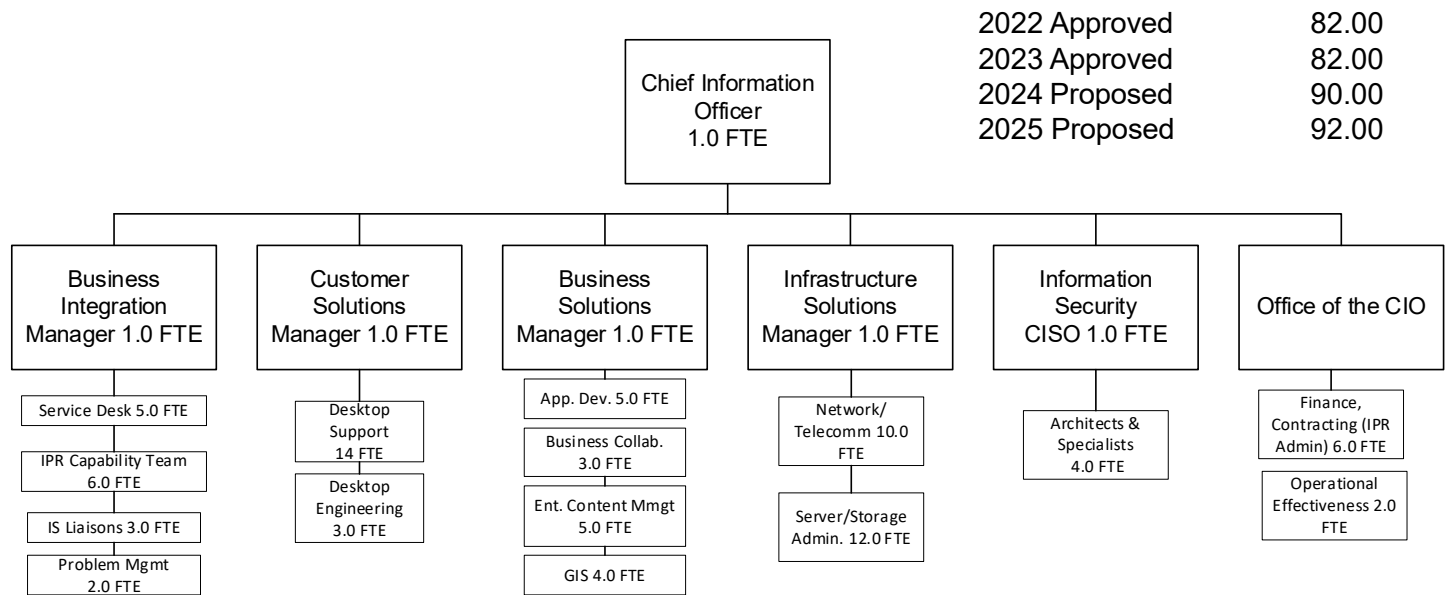 2022 Approved 82.00
2023 Approved 82.00
2024 Proposed 90.00
2025 Proposed 92.00
Chief Information
Officer
1.0 FTE
Business
Integration
Manager 1.0 FTE
Service Desk 5.0 FTE
IPR Capability Team
6.0 FTE
IS Liaisons 3.0 FTE
Problem Mgmt
2.0 FTE
Customer
Solutions
Manager 1.0 FTE
Desktop
Support
14 FTE
Desktop
Engineering
3.0 FTE
Business
Solutions
Manager 1.0 FTE
App. Dev. 5.0 FTE
Business Collab.
3.0 FTE
Ent. Content Mmgt
5.0 FTE
GIS 4.0 FTE
Infrastructure
Solutions
Manager 1.0 FTE
Network/
Telecomm 10.0
FTE
Server/Storage
Admin. 12.0 FTE
Information
Security
CISO 1.0 FTE
Architects &
Specialists
4.0 FTE
Office of the CIO
Finance,
Contracting (IPR
Admin) 6.0 FTE
Operational
Effectiveness 2.0
FTE